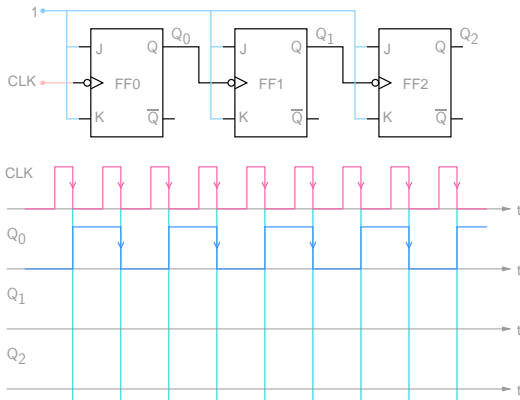 1
Q0 Q1 Q2
J Q J Q J Q
CLK FF0 FF1 FF2
K Q̅ K Q̅ K Q̅
CLK
t
Q0
t
Q1
t
Q2
t